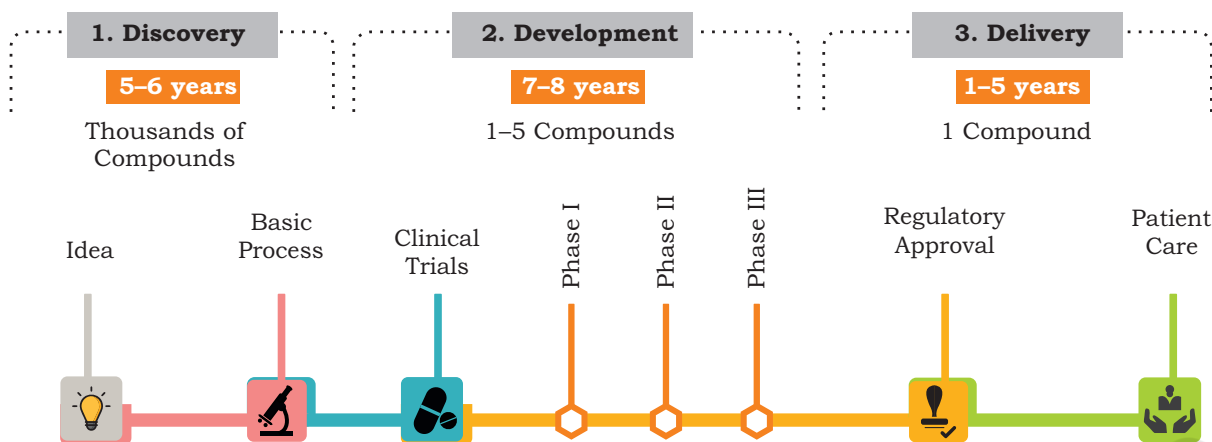 1. Discovery
5–6 years
Thousands of
Compounds
2. Development
7–8 years
1–5 Compounds
3. Delivery
1–5 years
1 Compound
Idea
Basic
Process
Clinical
Trials
Phase I
Phase II
Phase III
Regulatory
Approval
Patient
Care